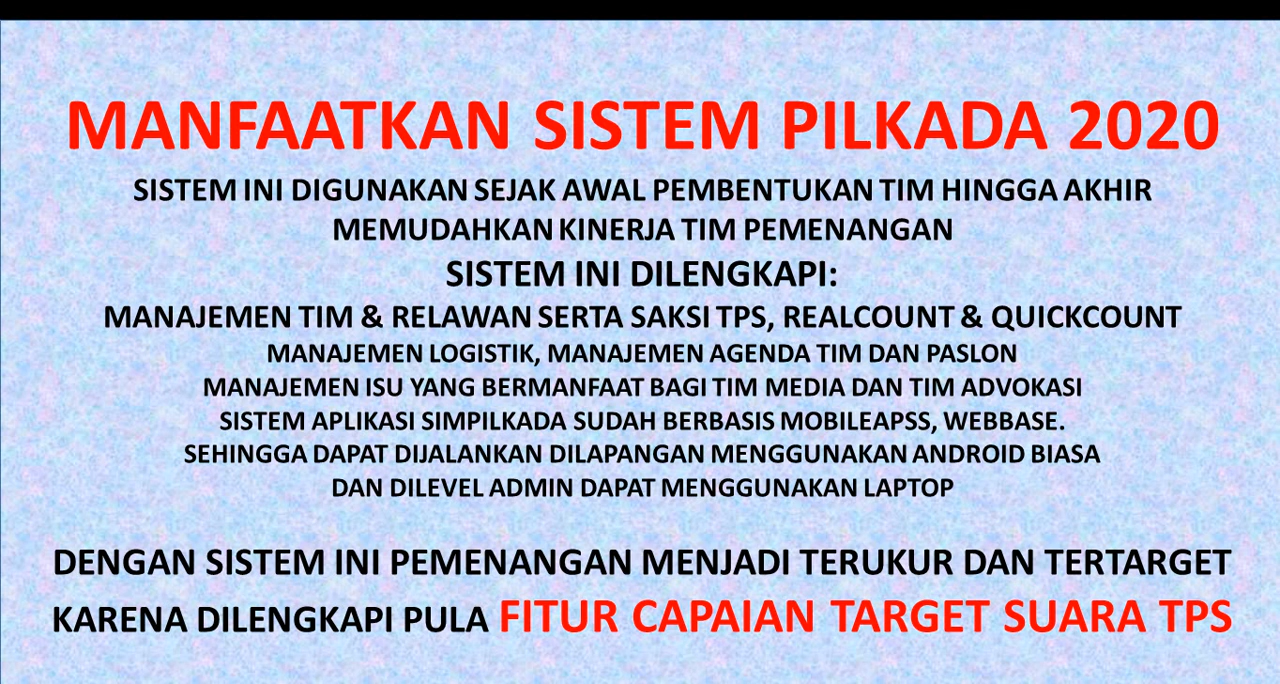 MANFAATKAN SISTEM PILKADA 2020
SISTEM INI DIGUNAKAN SEJAK AWAL PEMBENTUKAN TIM HINGGA AKHIR
MEMUDAHKAN KINERJA TIM PEMENANGAN
SISTEM INI DILENGKAPI:
MANAJEMEN TIM & RELAWAN SERTA SAKSI TPS, REALCOUNT & QUICKCOUNT
MANAJEMEN LOGISTIK, MANAJEMEN AGENDA TIM DAN PASLON
MANAJEMEN ISU YANG BERMANFAAT BAGI TIM MEDIA DAN TIM ADVOKASI
SISTEM APLIKASI SIMPILKADA SUDAH BERBASIS MOBILEAPSS, WEBBASE.
SEHINGGA DAPAT DIJALANKAN DILAPANGAN MENGGUNAKAN ANDROID BIASA
DAN DILEVEL ADMIN DAPAT MENGGUNAKAN LAPTOP
DENGAN SISTEM INI PEMENANGAN MENJADI TERUKUR DAN TERTARGET
KARENA DILENGKAPI PULA FITUR CAPAIAN TARGET SUARA TPS